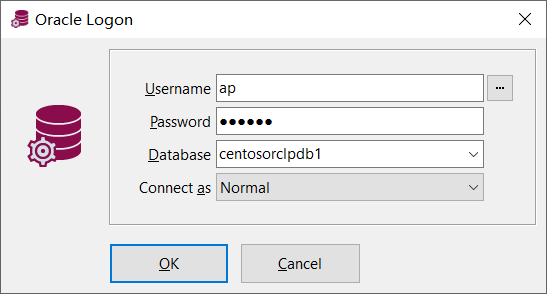 Oracle Logon
Username ap ...
Password ●●●●●●
Database centosorclpdb1
Connect as Normal
OK Cancel